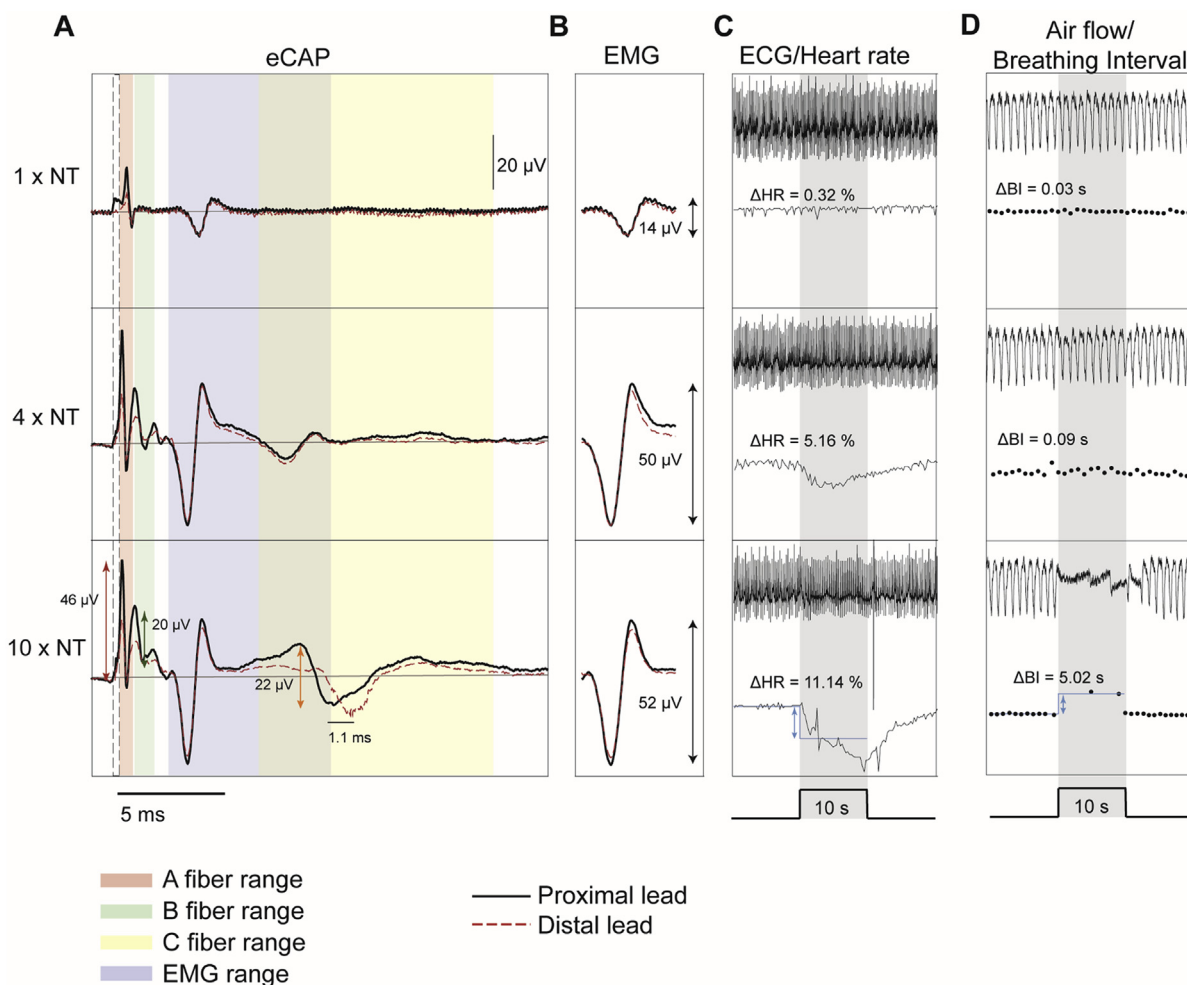 A
B
C
D
eCAP
EMG
ECG/Heart rate
Air flow/
Breathing Interval
1 x NT
20 µV
14 µV
ΔHR = 0.32 %
ΔBI = 0.03 s
4 x NT
50 µV
ΔHR = 5.16 %
ΔBI = 0.09 s
10 x NT
46 µV
20 µV
22 µV
1.1 ms
52 µV
ΔHR = 11.14 %
ΔBI = 5.02 s
5 ms
10 s
10 s
A fiber range
B fiber range
C fiber range
EMG range
Proximal lead
Distal lead